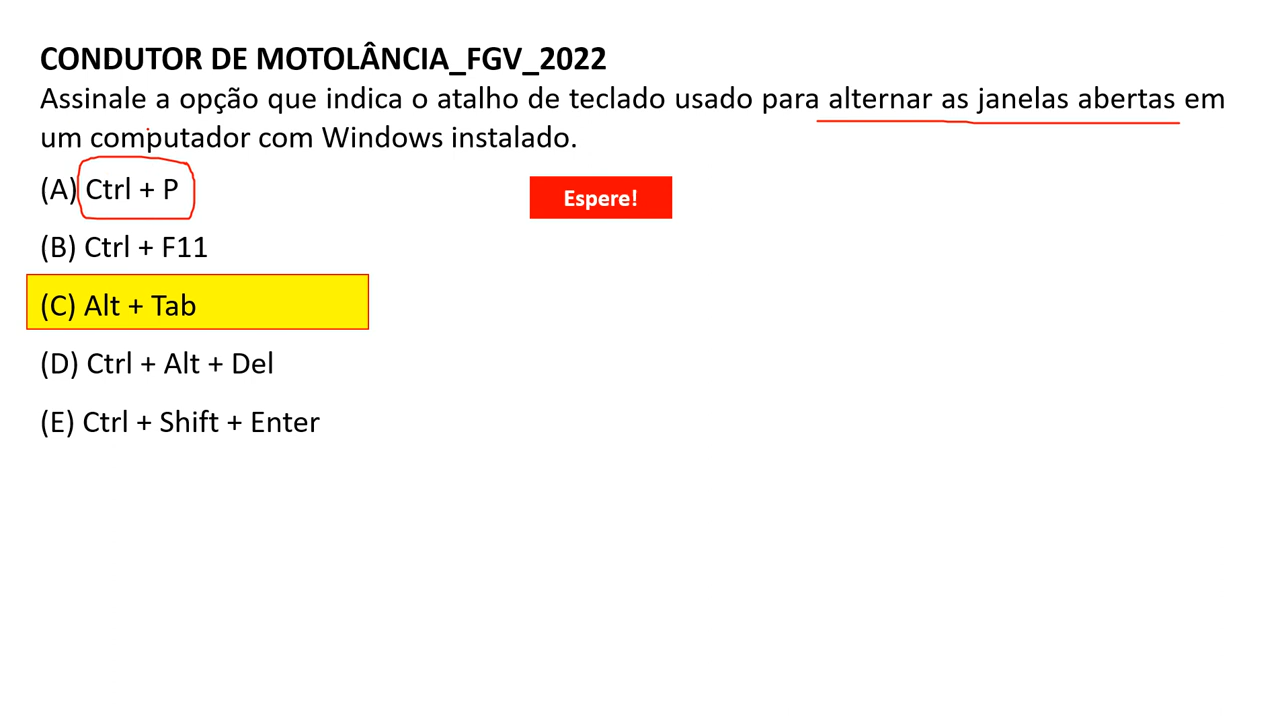 CONDUTOR DE MOTOLÂNCIA_FGV_2022
Assinale a opção que indica o atalho de teclado usado para alternar as janelas abertas em
um computador com Windows instalado.
(A) Ctrl + P
Espere!
(B) Ctrl + F11
(C) Alt + Tab
(D) Ctrl + Alt + Del
(E) Ctrl + Shift + Enter